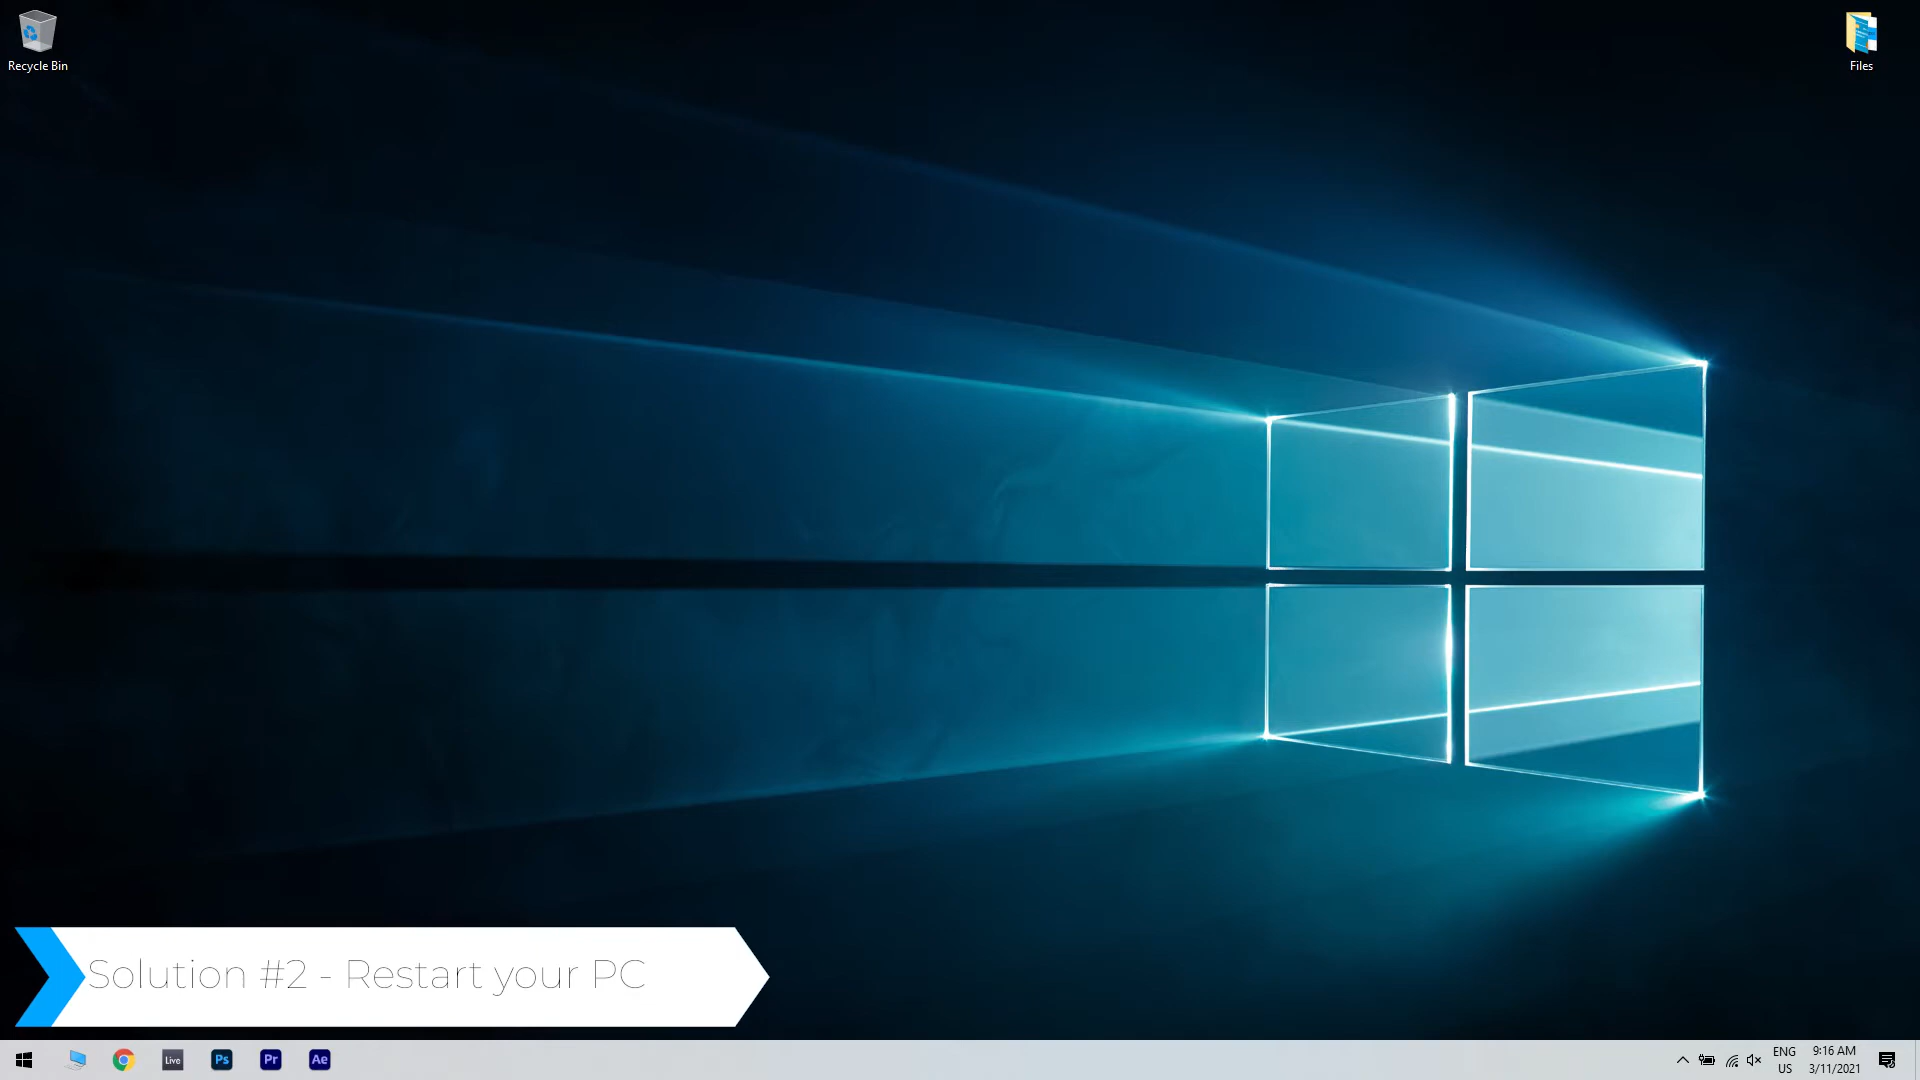 Recycle Bin
Files
Solution #2 - Restart your PC
Live
Ps
Pr
Ae
ENG
US
9:16 AM
3/11/2021